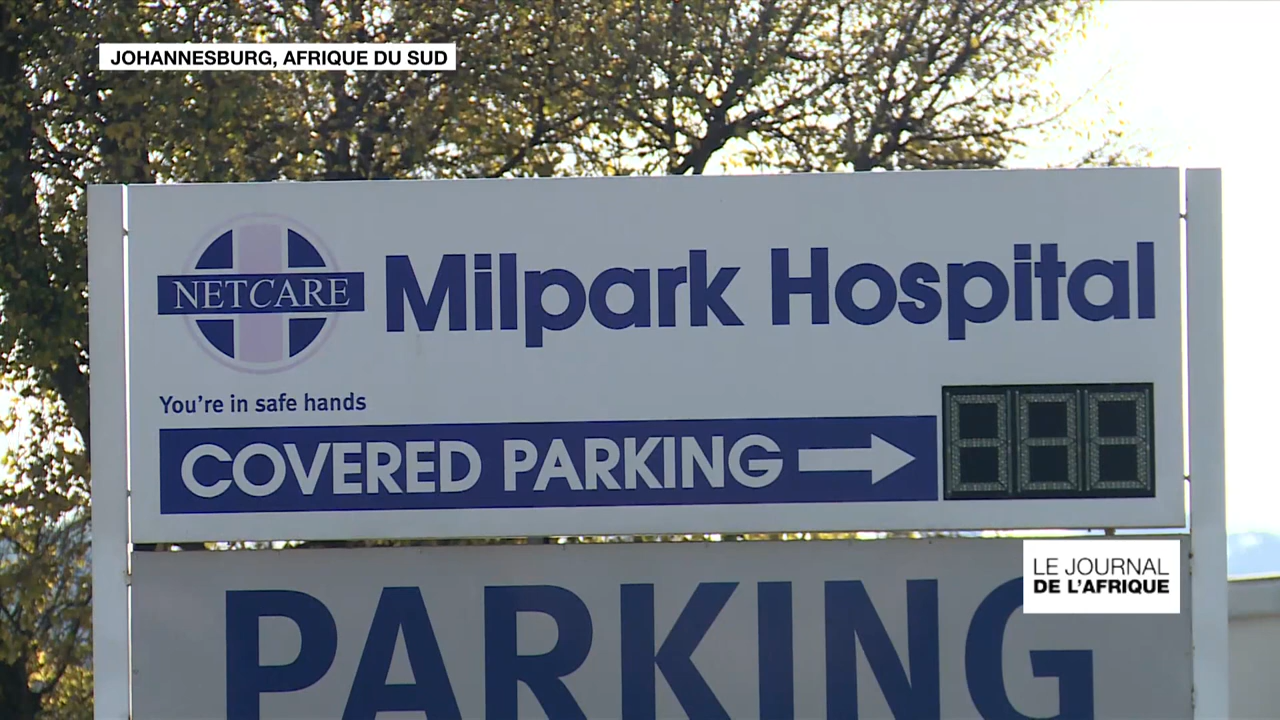 JOHANNESBURG, AFRIQUE DU SUD
NETCARE
Milpark Hospital
You're in safe hands
COVERED PARKING
PARKING
LE JOURNAL
DE L'AFRIQUE